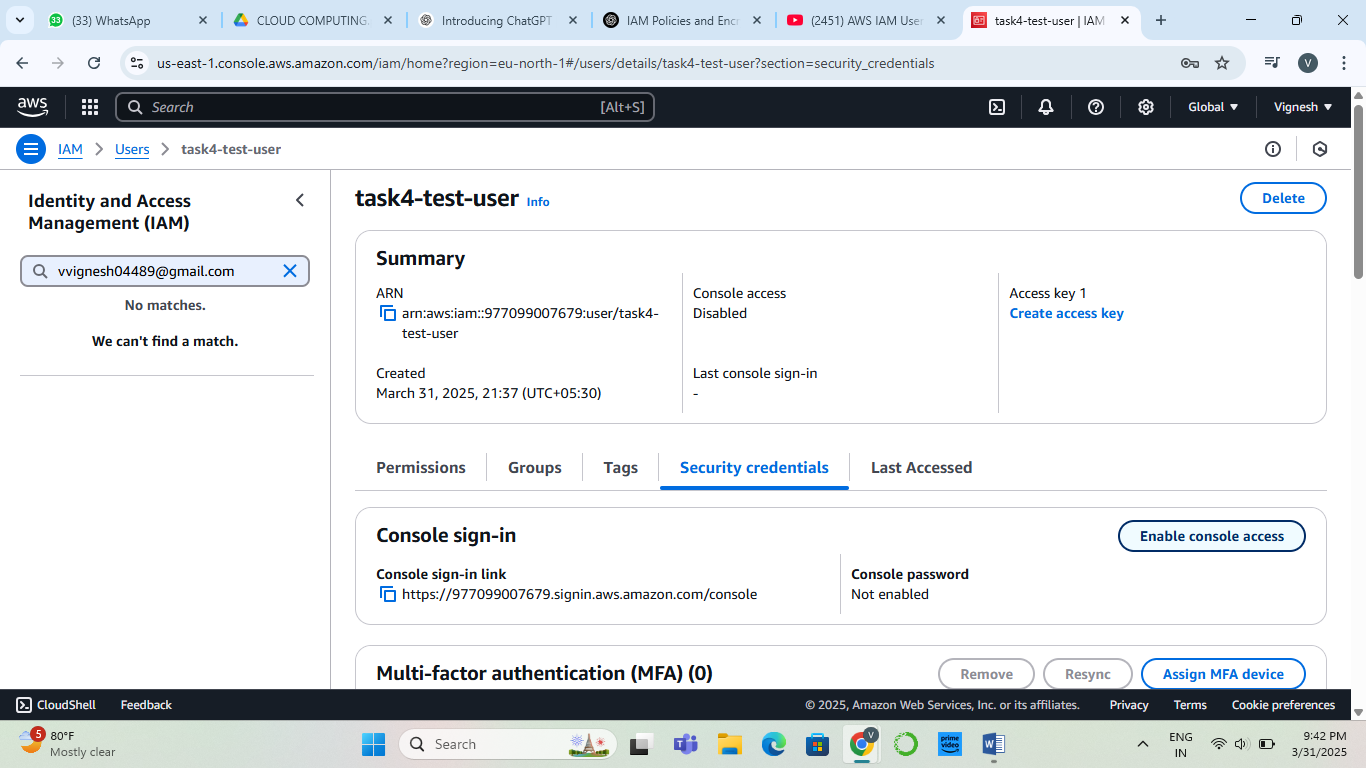 (33) WhatsApp
CLOUD COMPUTING.
Introducing ChatGPT
IAM Policies and Enc
(2451) AWS IAM User
task4-test-user | IAM
us-east-1.console.aws.amazon.com/iam/home?region=eu-north-1#/users/details/task4-test-user?section=security_credentials
V
aws
Search
[Alt+S]
Global
Vignesh
IAM
Users
task4-test-user
Identity and Access
Management (IAM)
vvignesh04489@gmail.com
No matches.
We can't find a match.
task4-test-user
Info
Delete
Summary
ARN
arn:aws:iam::977099007679:user/task4-
test-user
Console access
Disabled
Access key 1
Create access key
Created
March 31, 2025, 21:37 (UTC+05:30)
Last console sign-in
-
Permissions
Groups
Tags
Security credentials
Last Accessed
Console sign-in
Enable console access
Console sign-in link
https://977099007679.signin.aws.amazon.com/console
Console password
Not enabled
Multi-factor authentication (MFA) (0)
Remove
Resync
Assign MFA device
CloudShell
Feedback
© 2025, Amazon Web Services, Inc. or its affiliates.
Privacy
Terms
Cookie preferences
5
80°F
Mostly clear
Search
prime
video
ENG
IN
9:42 PM
3/31/2025